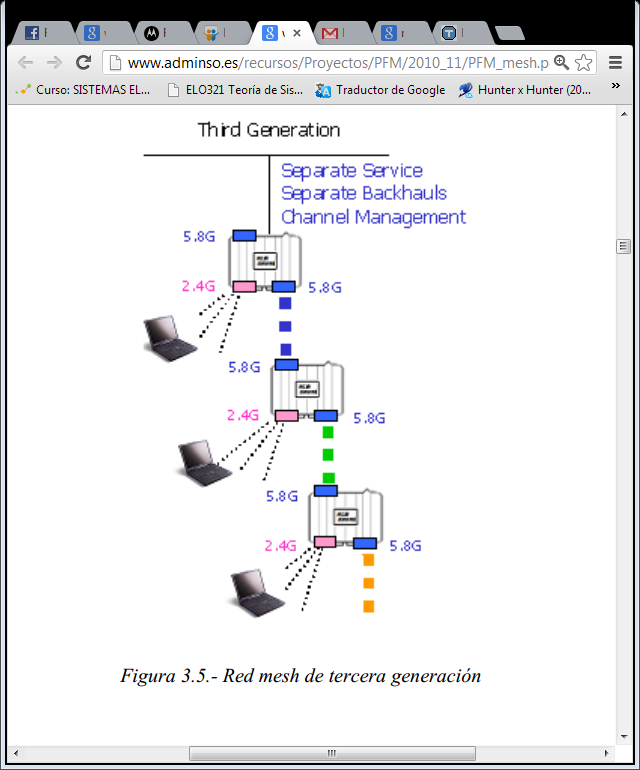 www.adminso.es/recursos/Proyectos/PFM/2010_11/PFM_mesh.p
Curso: SISTEMAS EL...
ELO321 Teoría de Sis...
Traductor de Google
Hunter x Hunter (20...
»
Third Generation
Separate Service
Separate Backhauls
Channel Management
5.8G
2.4G
5.8G
5.8G
2.4G
5.8G
5.8G
2.4G
5.8G
Figura 3.5.- Red mesh de tercera generación